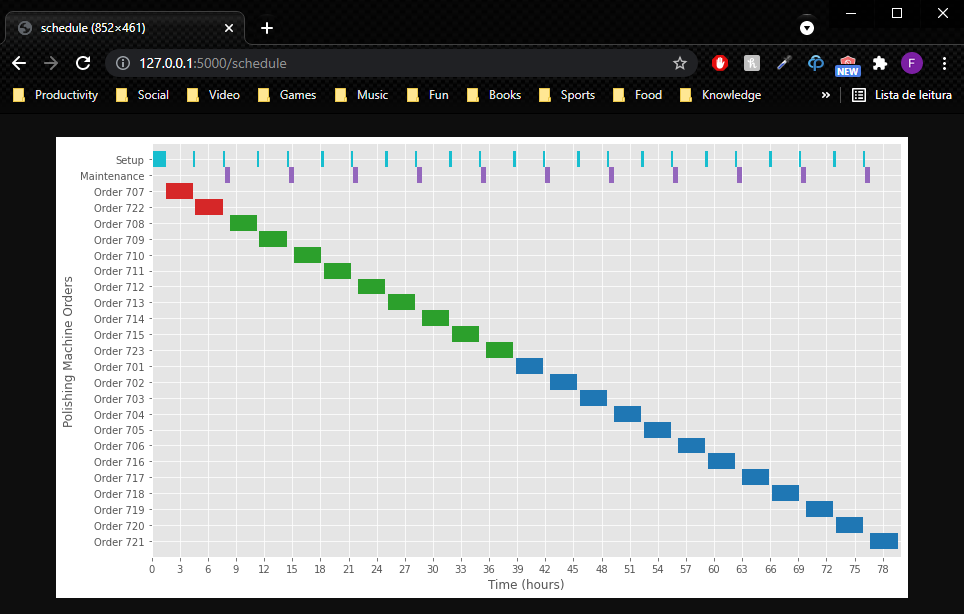 schedule (852×461)
127.0.0.1:5000/schedule
NEW
F
Productivity Social Video Games Music Fun Books Sports Food Knowledge » Lista de leitura
Setup
Maintenance
Order 707
Order 722
Order 708
Order 709
Order 710
Order 711
Order 712
Order 713
Order 714
Order 715
Order 723
Order 701
Order 702
Order 703
Order 704
Order 705
Order 706
Order 716
Order 717
Order 718
Order 719
Order 720
Order 721
Polishing Machine Orders
0 3 6 9 12 15 18 21 24 27 30 33 36 39 42 45 48 51 54 57 60 63 66 69 72 75 78
Time (hours)